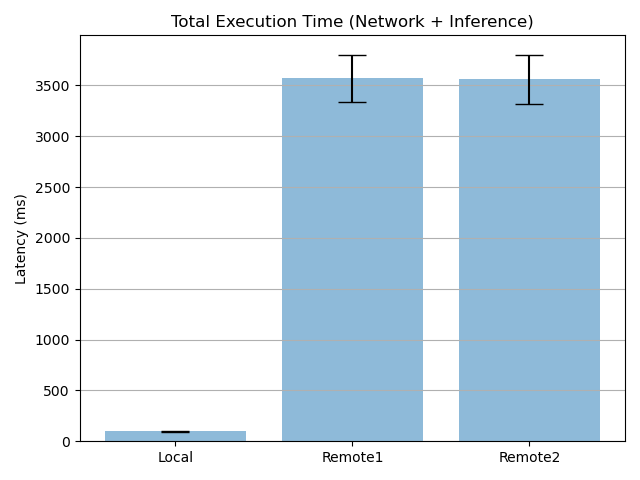 Total Execution Time (Network + Inference)
Latency (ms)
3500
3000
2500
2000
1500
1000
500
0
Local
Remote1
Remote2